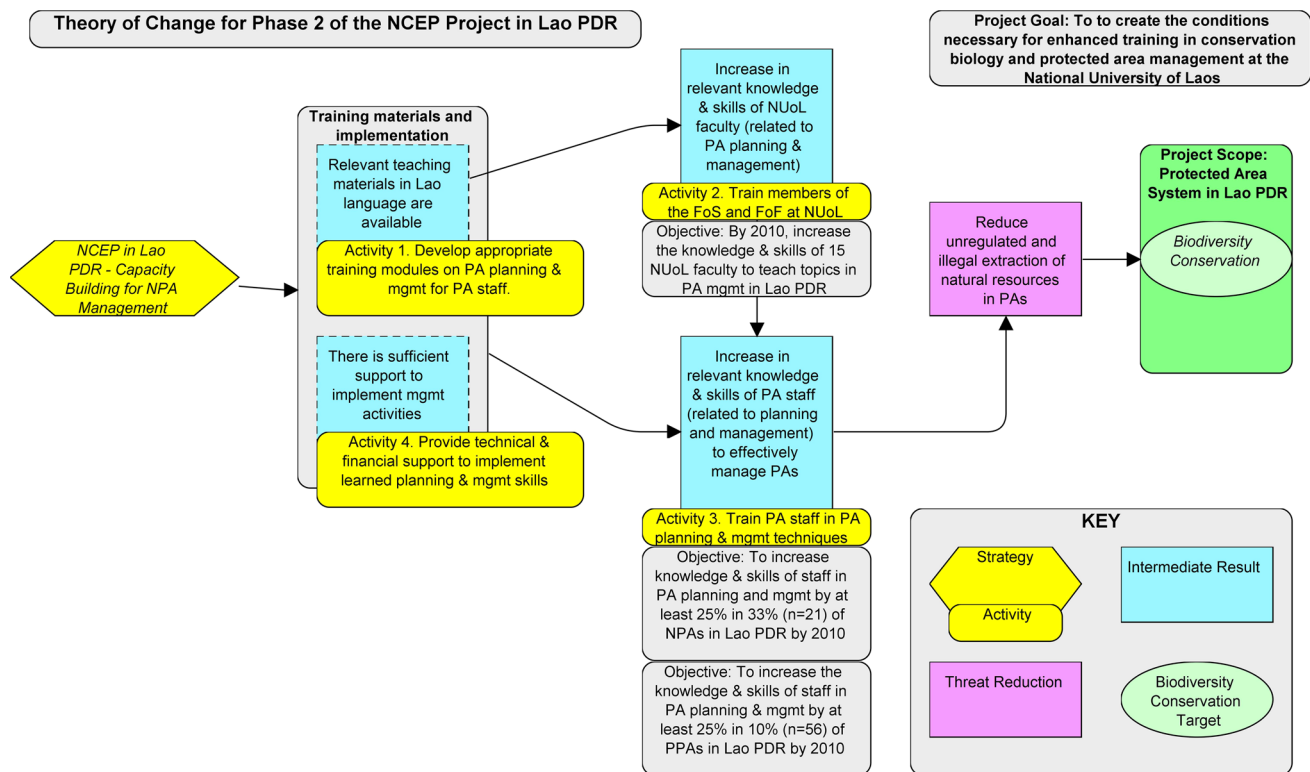 Theory of Change for Phase 2 of the NCEP Project in Lao PDR
Project Goal: To to create the conditions
necessary for enhanced training in conservation
biology and protected area management at the
National University of Laos
NCEP in Lao
PDR - Capacity
Building for NPA
Management
Training materials and
implementation
Relevant teaching
materials in Lao
language are
available
Activity 1. Develop appropriate
training modules on PA planning &
mgmt for PA staff.
There is sufficient
support to
implement mgmt
activities
Activity 4. Provide technical &
financial support to implement
learned planning & mgmt skills
Increase in
relevant knowledge
& skills of NUoL
faculty (related to
PA planning &
management)
Activity 2. Train members of
the FoS and FoF at NUoL
Objective: By 2010, increase
the knowledge & skills of 15
NUoL faculty to teach topics in
PA mgmt in Lao PDR
Increase in
relevant knowledge
& skills of PA staff
(related to planning
and management)
to effectively
manage PAs
Activity 3. Train PA staff in PA
planning & mgmt techniques
Objective: To increase
knowledge & skills of staff in
PA planning and mgmt by at
least 25% in 33% (n=21) of
NPAs in Lao PDR by 2010
Objective: To increase the
knowledge & skills of staff in
PA planning & mgmt by at
least 25% in 10% (n=56) of
PPAs in Lao PDR by 2010
Reduce
unregulated and
illegal extraction of
natural resources
in PAs
Project Scope:
Protected Area
System in Lao PDR
Biodiversity
Conservation
KEY
Strategy
Activity
Intermediate Result
Threat Reduction
Biodiversity
Conservation
Target